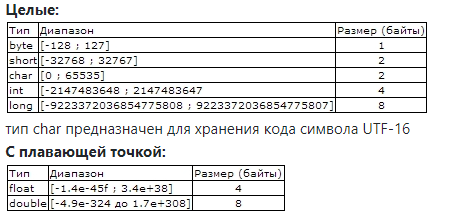 Целые:
Тип Диапазон Размер (байты)
byte [-128 ; 127] 1
short [-32768 ; 32767] 2
char [0 ; 65535] 2
int [-2147483648 ; 2147483647 4
long [-9223372036854775808 ; 9223372036854775807] 8
тип char предназначен для хранения кода символа UTF-16
С плавающей точкой:
Тип Диапазон Размер (байты)
float [-1.4e-45f ; 3.4e+38] 4
double [-4.9e-324 до 1.7e+308] 8